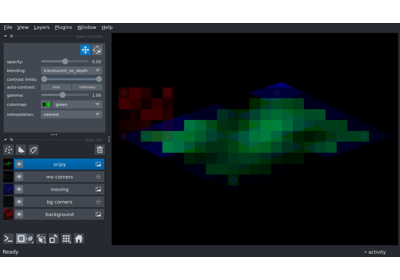 File View Layers Plugins Window Help
opacity: 0.50
blending: translucent_no_depth
contrast limits:
auto-contrast: once continuous
gamma: 1.00
colormap: green
interpolation: nearest
scipy
mv corners
moving
bg corners
background
Ready
activity